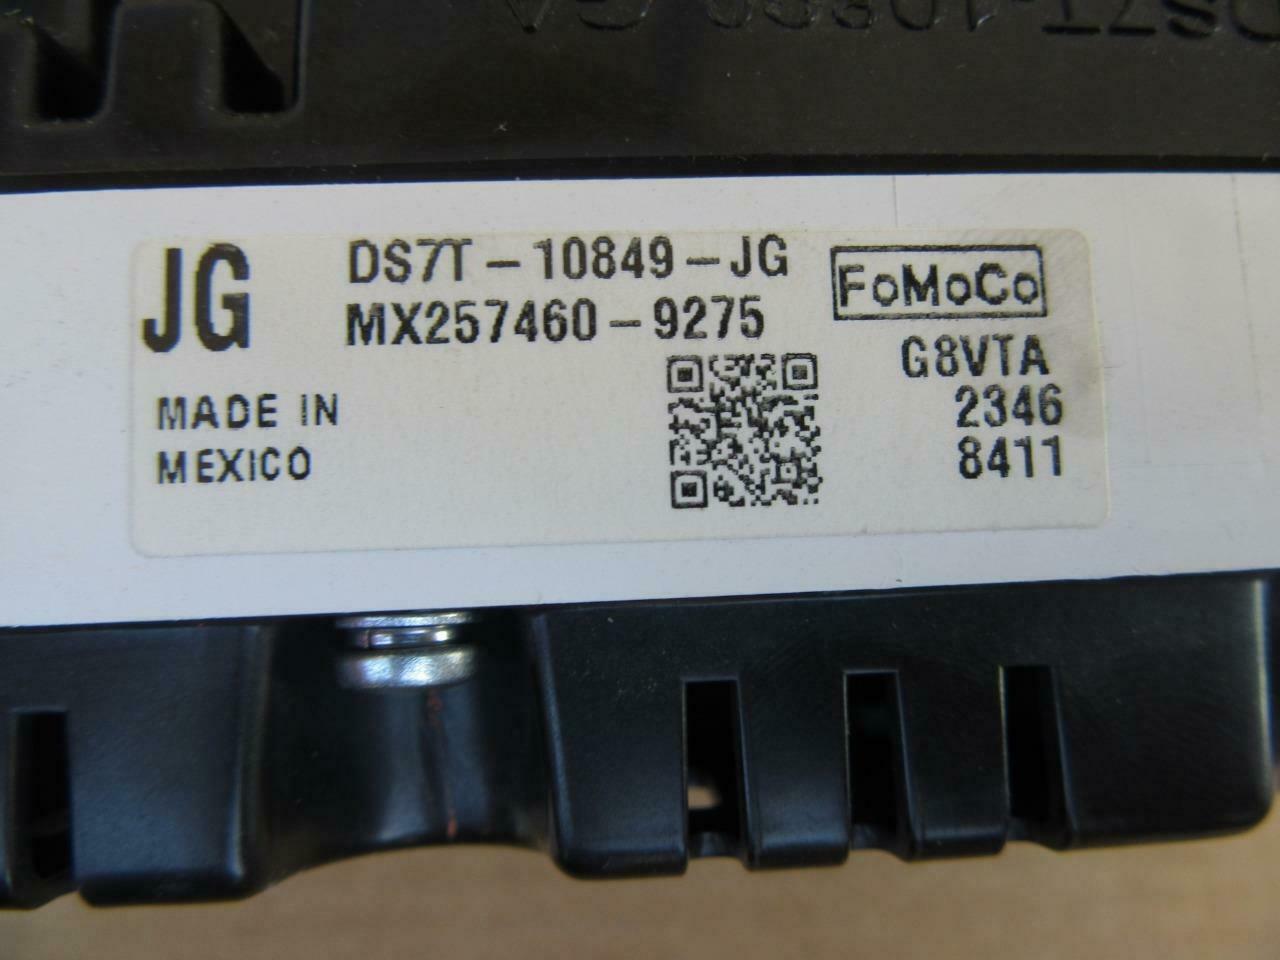 JG
DS7T-10849-JG
MX257460-9275
FoMoCo
G8VTA
2346
8411
MADE IN
MEXICO